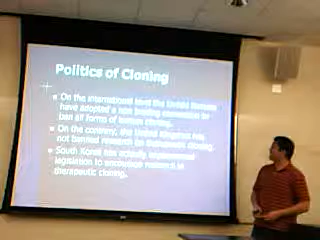 Politics of Cloning
On the international level the United Nations
have adopted a non binding convention to
ban all forms of human cloning.
On the contrary, the United Kingdom has
not banned research on therapeutic cloning.
South Korea has actually implemented
legislation to encourage research in
therapeutic cloning.